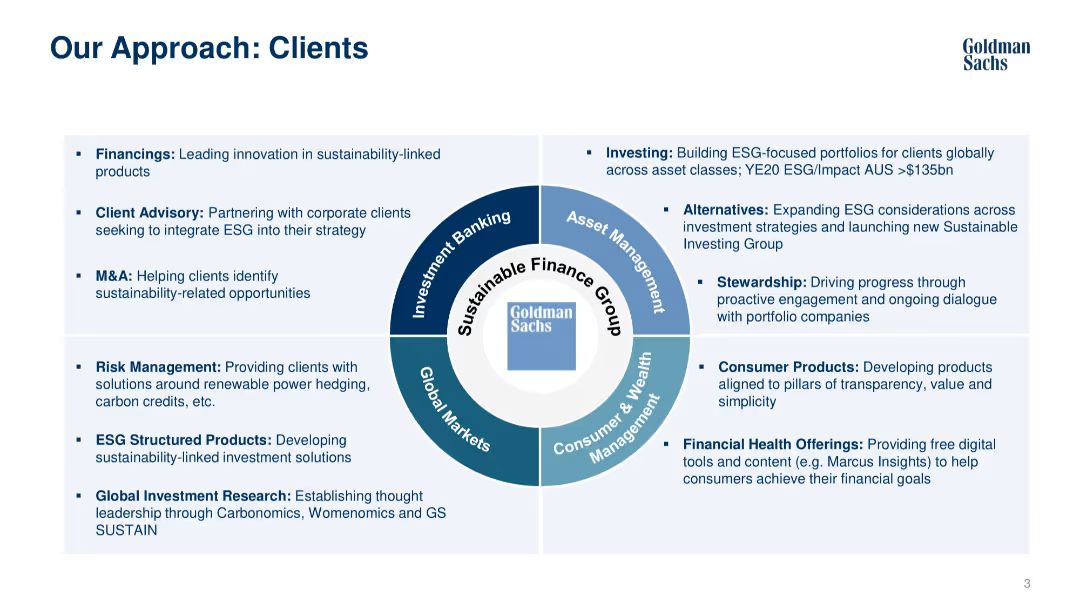 Our Approach: Clients
Goldman
Sachs
▪ Financings: Leading innovation in sustainability-linked
products
▪ Client Advisory: Partnering with corporate clients
seeking to integrate ESG into their strategy
▪ M&A: Helping clients identify
sustainability-related opportunities
▪ Investing: Building ESG-focused portfolios for clients globally
across asset classes; YE20 ESG/Impact AUS >$135bn
▪ Alternatives: Expanding ESG considerations across
investment strategies and launching new Sustainable
Investing Group
▪ Stewardship: Driving progress through
proactive engagement and ongoing dialogue
with portfolio companies
Investment Banking
Asset Management
Sustainable Finance Group
Goldman
Sachs
Global Markets
Consumer & Wealth
Management
▪ Risk Management: Providing clients with
solutions around renewable power hedging,
carbon credits, etc.
▪ ESG Structured Products: Developing
sustainability-linked investment solutions
▪ Global Investment Research: Establishing thought
leadership through Carbonomics, Womenomics and GS
SUSTAIN
▪ Consumer Products: Developing products
aligned to pillars of transparency, value and
simplicity
▪ Financial Health Offerings: Providing free digital
tools and content (e.g. Marcus Insights) to help
consumers achieve their financial goals
3